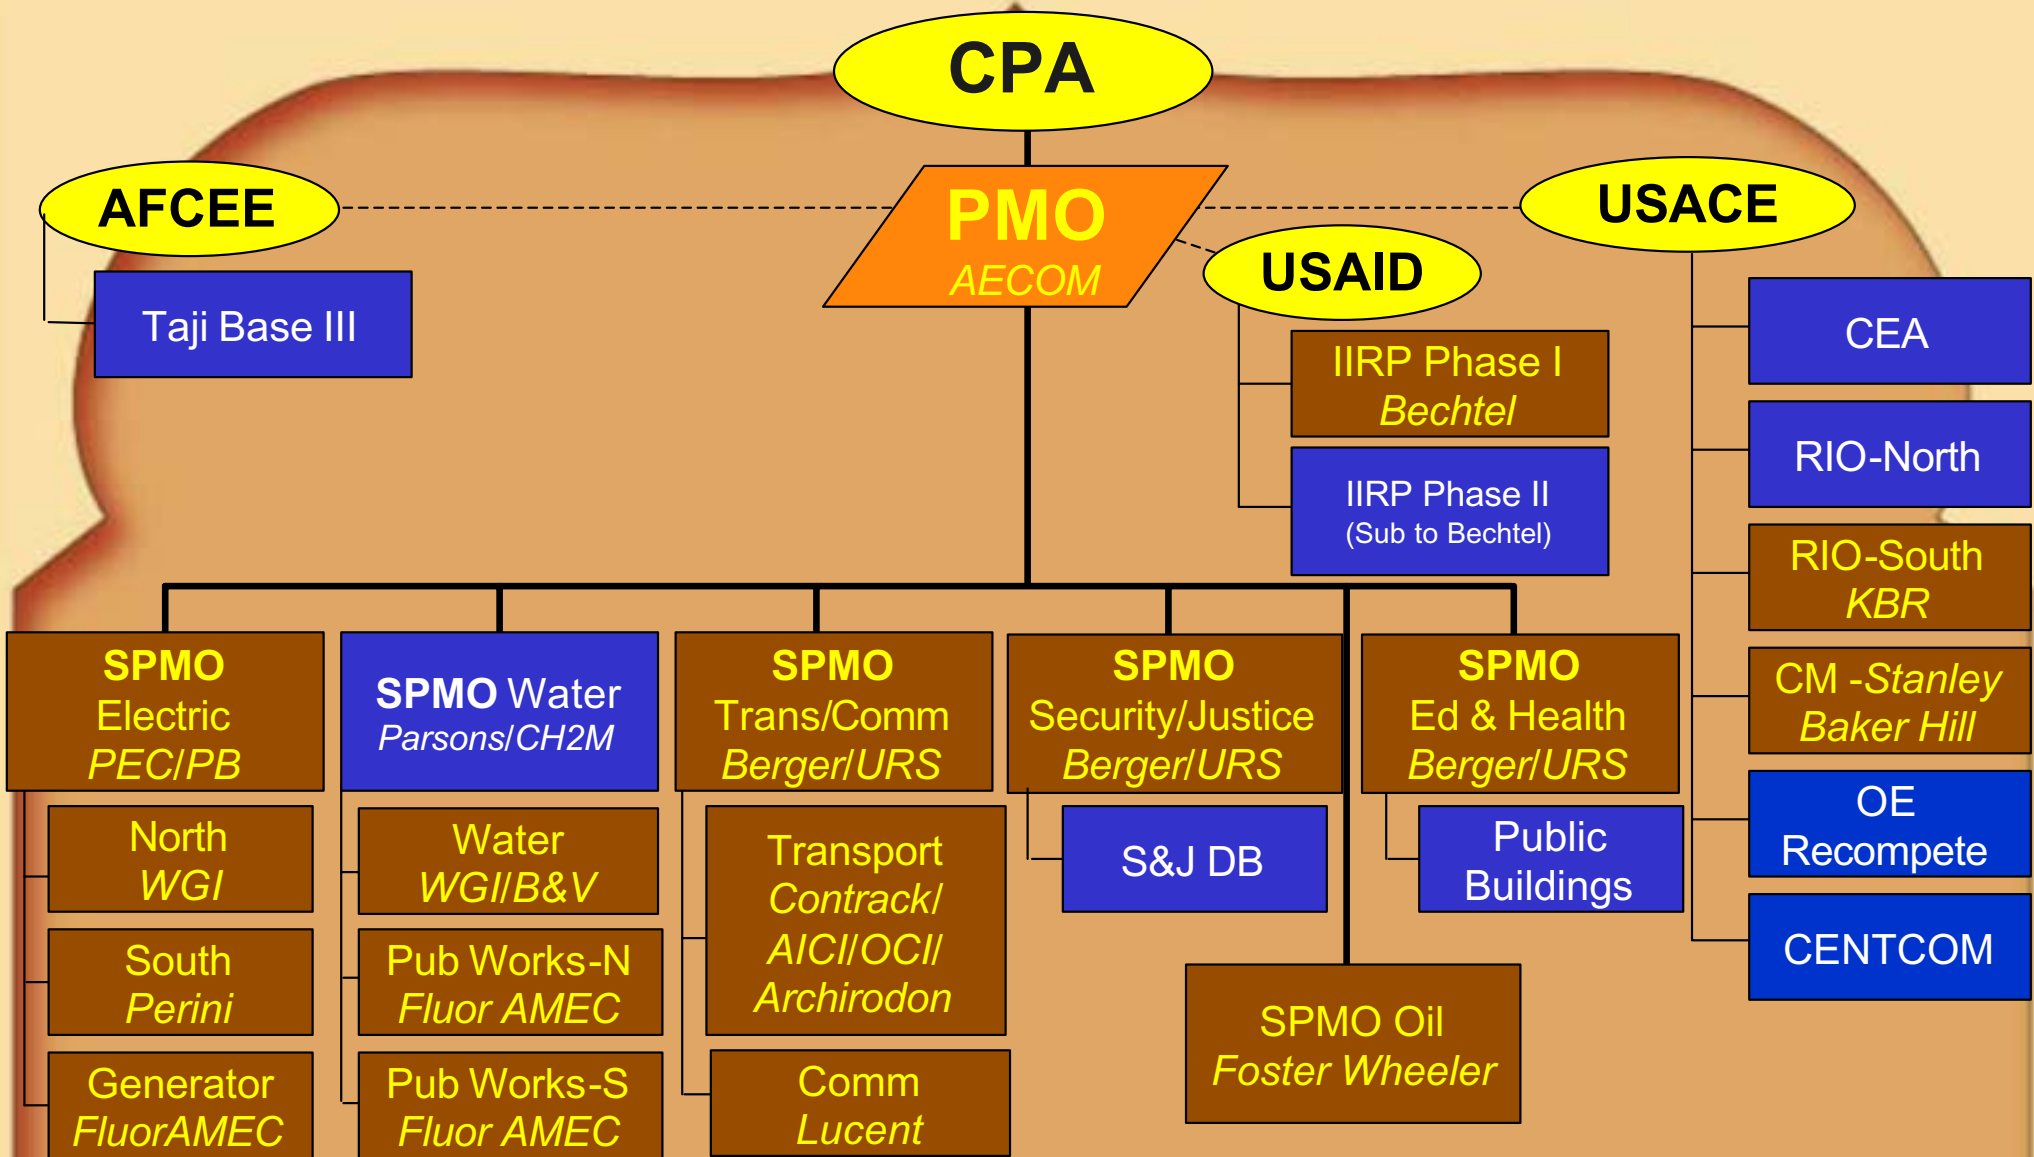 CPA
AFCEE
PMO
AECOM
USACE
USAID
Taji Base III
IIRP Phase I
Bechtel
IIRP Phase II
(Sub to Bechtel)
CEA
RIO-North
RIO-South
KBR
CM -Stanley
Baker Hill
OE
Recompete
CENTCOM
SPMO
Electric
PEC/PB
North
WGI
South
Perini
Generator
FluorAMEC
SPMO Water
Parsons/CH2M
Water
WGI/B&V
Pub Works-N
Fluor AMEC
Pub Works-S
Fluor AMEC
SPMO
Trans/Comm
Berger/URS
Transport
Contrack/
AICI/OCI/
Archirodon
Comm
Lucent
SPMO
Security/Justice
Berger/URS
S&J DB
SPMO Oil
Foster Wheeler
SPMO
Ed & Health
Berger/URS
Public
Buildings